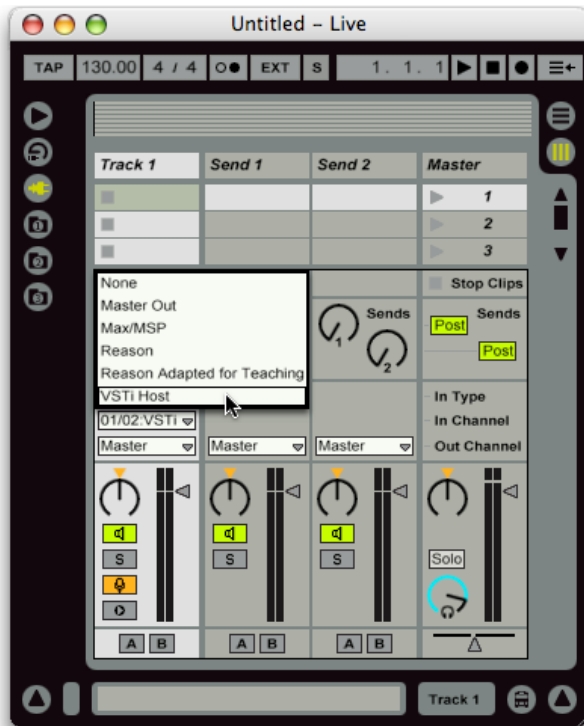 Untitled – Live
TAP 130.00 4 / 4 EXT S 1. 1. 1
Track 1 Send 1 Send 2 Master
1
2
3
None
Master Out
Max/MSP
Reason
Reason Adapted for Teaching
VSTi Host
01/02:VSTi
Master Master Master
Stop Clips
Sends Sends
1 2 Post
Post
In Type
In Channel
Out Channel
S S S Solo
A B A B A B
Track 1